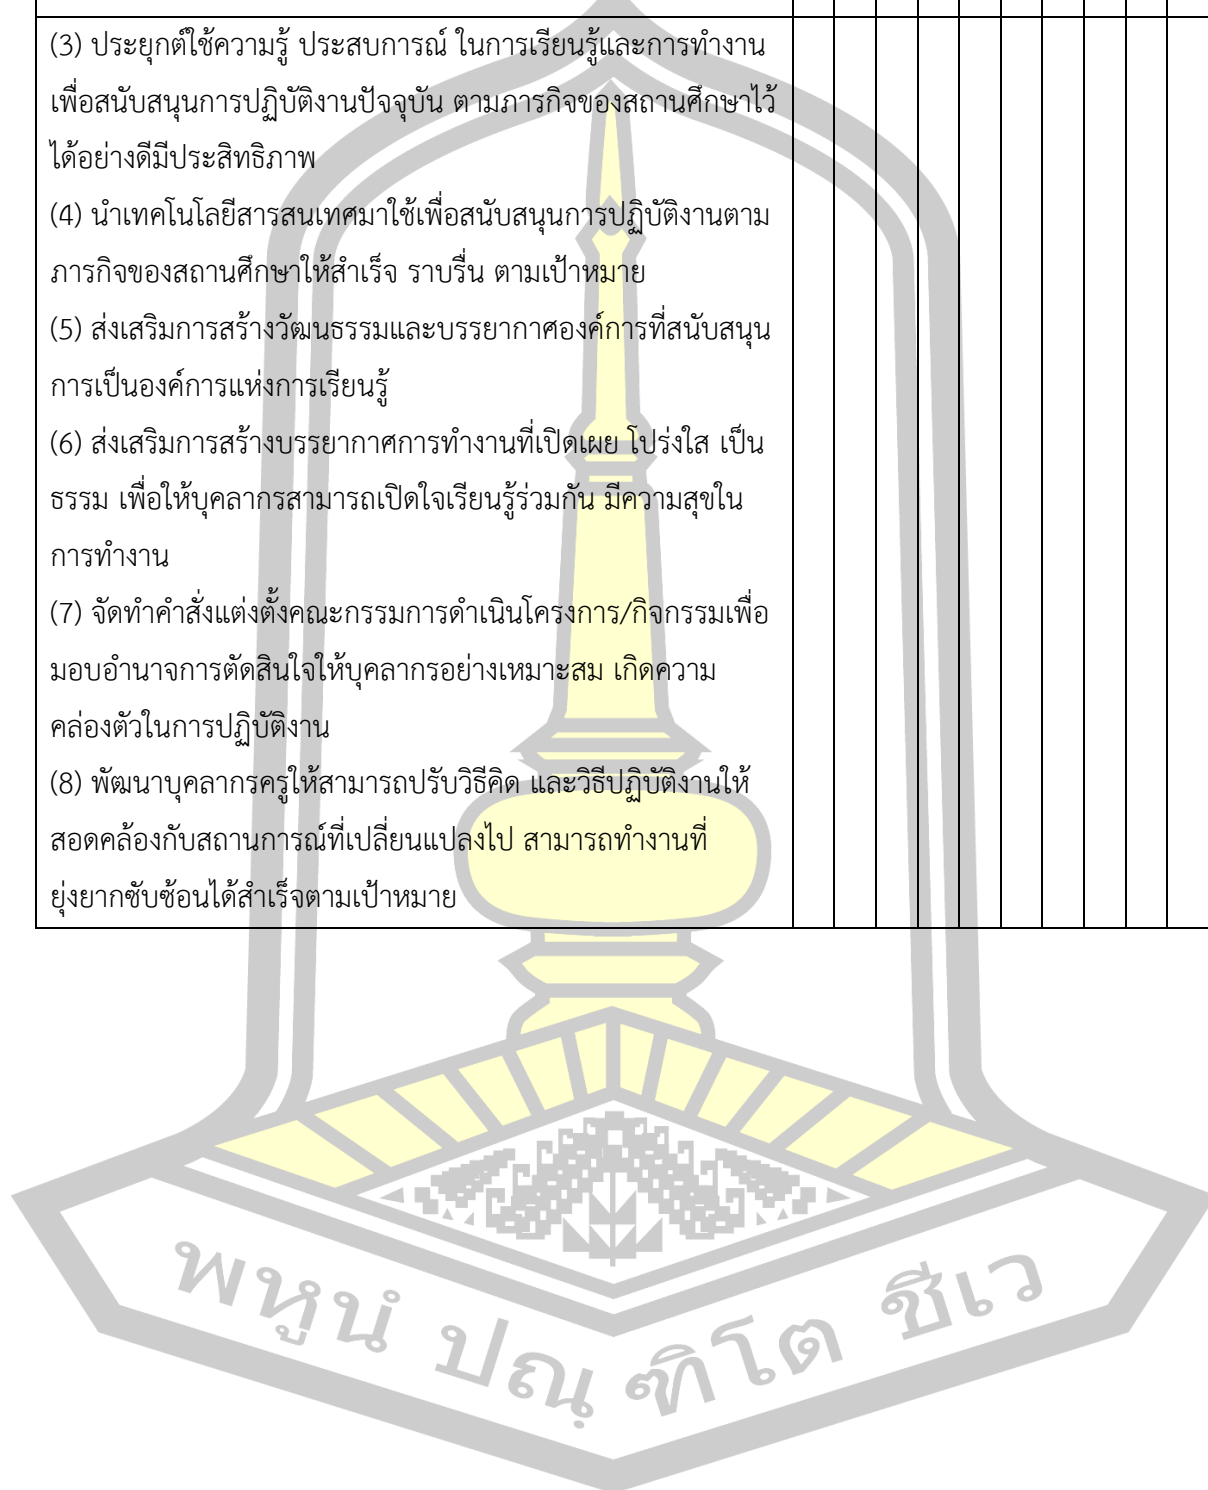 (3) ประยุกต์ใช้ความรู้ ประสบการณ์ ในการเรียนรู้และการทำงาน
เพื่อสนับสนุนการปฏิบัติงานปัจจุบัน ตามภารกิจของสถานศึกษาไว้
ได้อย่างดีมีประสิทธิภาพ
(4) นำเทคโนโลยีสารสนเทศมาใช้เพื่อสนับสนุนการปฏิบัติงานตาม
ภารกิจของสถานศึกษาให้สำเร็จ ราบรื่น ตามเป้าหมาย
(5) ส่งเสริมการสร้างวัฒนธรรมและบรรยากาศองค์การที่สนับสนุน
การเป็นองค์การแห่งการเรียนรู้
(6) ส่งเสริมการสร้างบรรยากาศการทำงานที่เปิดเผย โปร่งใส เป็น
ธรรม เพื่อให้บุคลากรสามารถเปิดใจเรียนรู้ร่วมกัน มีความสุขใน
การทำงาน
(7) จัดทำคำสั่งแต่งตั้งคณะกรรมการดำเนินโครงการ/กิจกรรมเพื่อ
มอบอำนาจการตัดสินใจให้บุคลากรอย่างเหมาะสม เกิดความ
คล่องตัวในการปฏิบัติงาน
(8) พัฒนาบุคลากรครูให้สามารถปรับวิธีคิด และวิธีปฏิบัติงานให้
สอดคล้องกับสถานการณ์ที่เปลี่ยนแปลงไป สามารถทำงานที่
ยุ่งยากซับซ้อนได้สำเร็จตามเป้าหมาย
พหูนํ ปณฺฑิโต ชีเว